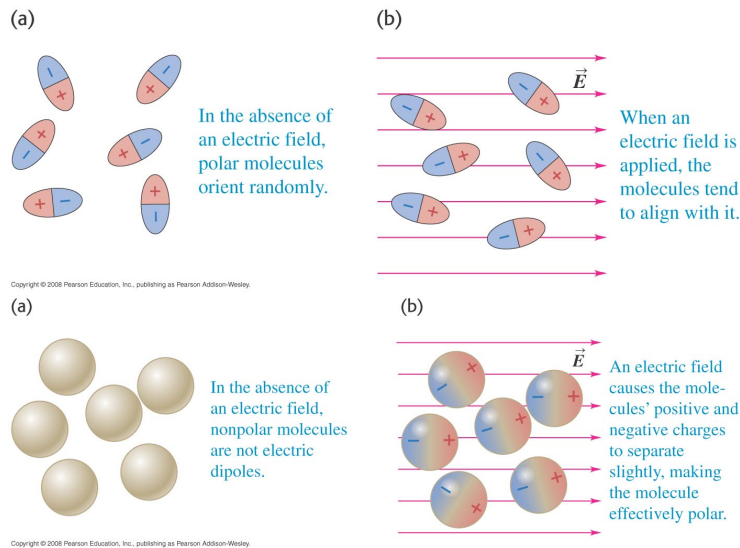 (a)
In the absence of
an electric field,
polar molecules
orient randomly.
(b)
E
When an
electric field is
applied, the
molecules tend
to align with it.
Copyright © 2008 Pearson Education, Inc., publishing as Pearson Addison-Wesley.
(a)
In the absence of
an electric field,
nonpolar molecules
are not electric
dipoles.
(b)
E
An electric field
causes the mole-
cules’ positive and
negative charges
to separate
slightly, making
the molecule
effectively polar.
Copyright © 2008 Pearson Education, Inc., publishing as Pearson Addison-Wesley.